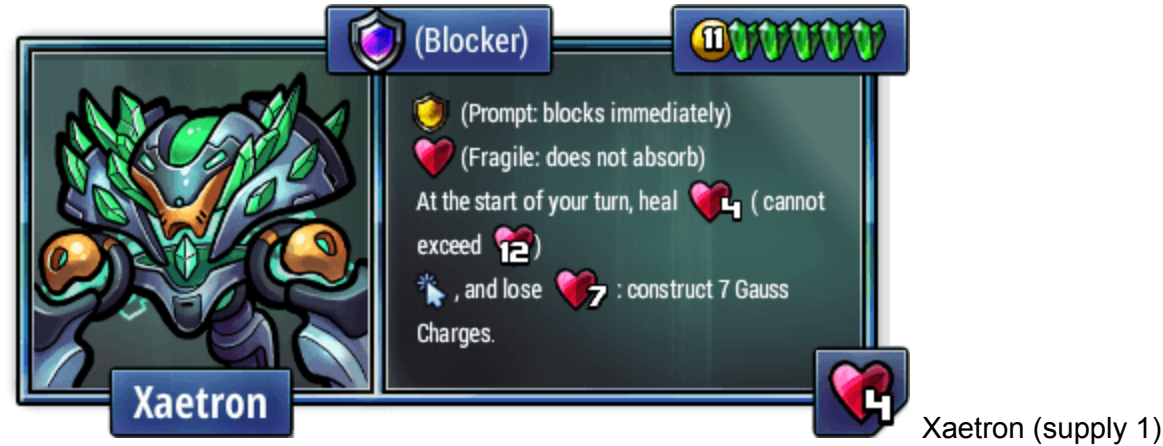 (Blocker)
11
(Prompt: blocks immediately)
(Fragile: does not absorb)
At the start of your turn, heal 4 ( cannot
exceed 12)
, and lose 7 : construct 7 Gauss
Charges.
Xaetron
4
Xaetron (supply 1)